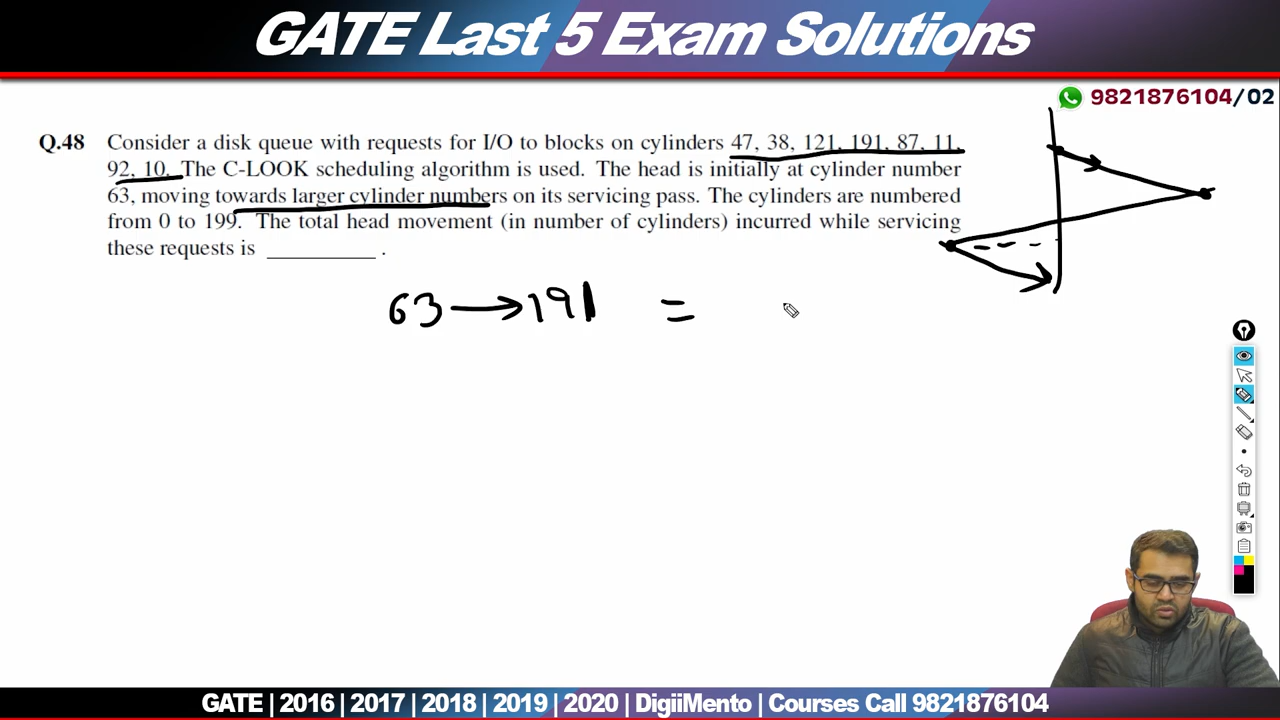 GATE Last 5 Exam Solutions
9821876104/02
Q.48 Consider a disk queue with requests for I/O to blocks on cylinders 47, 38, 121, 191, 87, 11,
92, 10. The C-LOOK scheduling algorithm is used. The head is initially at cylinder number
63, moving towards larger cylinder numbers on its servicing pass. The cylinders are numbered
from 0 to 199. The total head movement (in number of cylinders) incurred while servicing
these requests is __________ .
63 → 191 =
GATE | 2016 | 2017 | 2018 | 2019 | 2020 | DigiiMento | Courses Call 9821876104